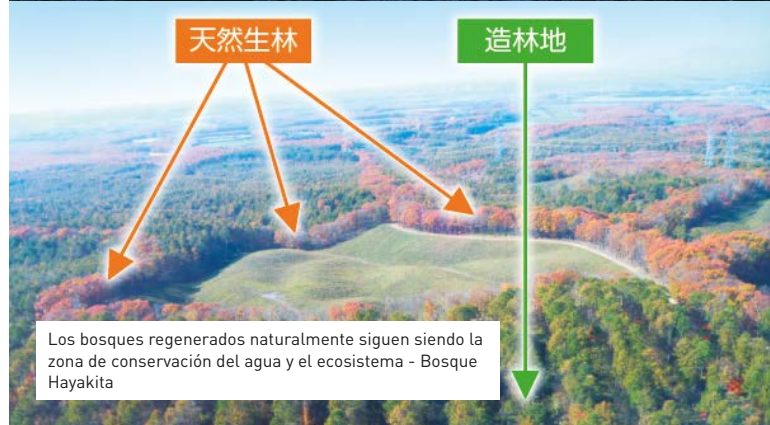 天然生林
造林地
Los bosques regenerados naturalmente siguen siendo la
zona de conservación del agua y el ecosistema - Bosque
Hayakita